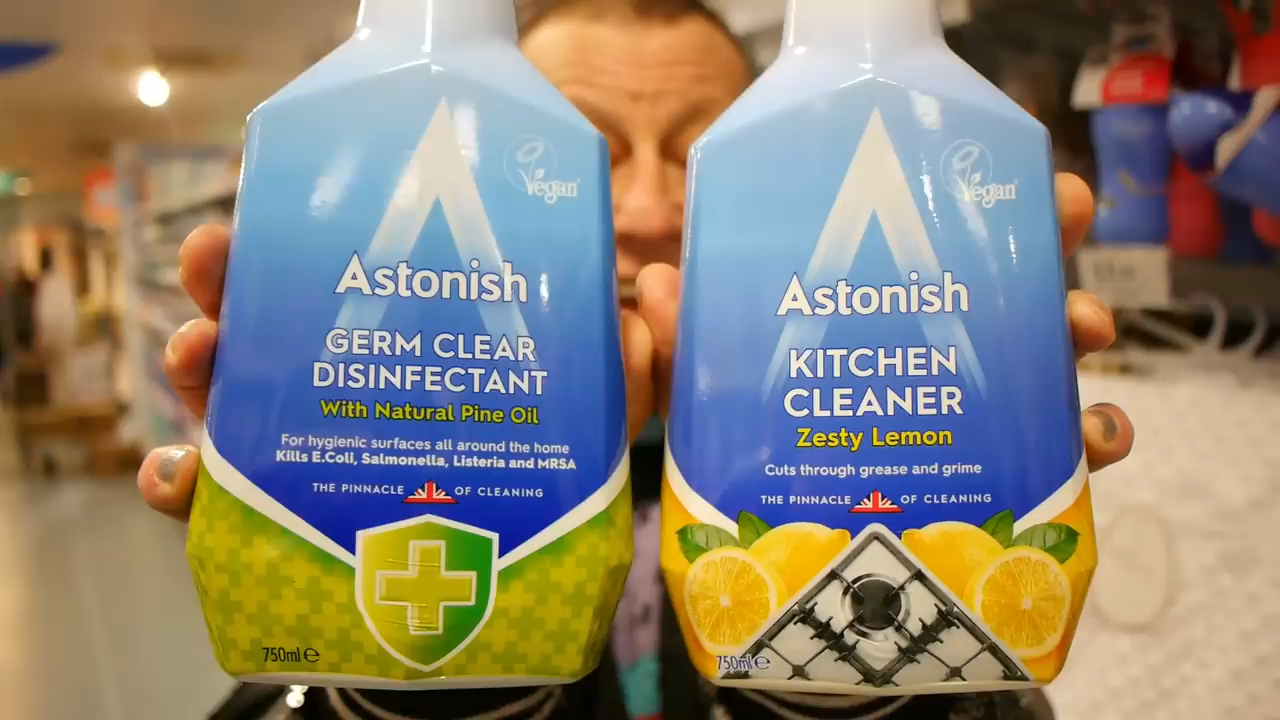 Vegan
Astonish
GERM CLEAR
DISINFECTANT
With Natural Pine Oil
For hygienic surfaces all around the home
Kills E.Coli, Salmonella, Listeria and MRSA
THE PINNACLE OF CLEANING
750ml e
Vegan
Astonish
KITCHEN
CLEANER
Zesty Lemon
Cuts through grease and grime
THE PINNACLE OF CLEANING
750ml e